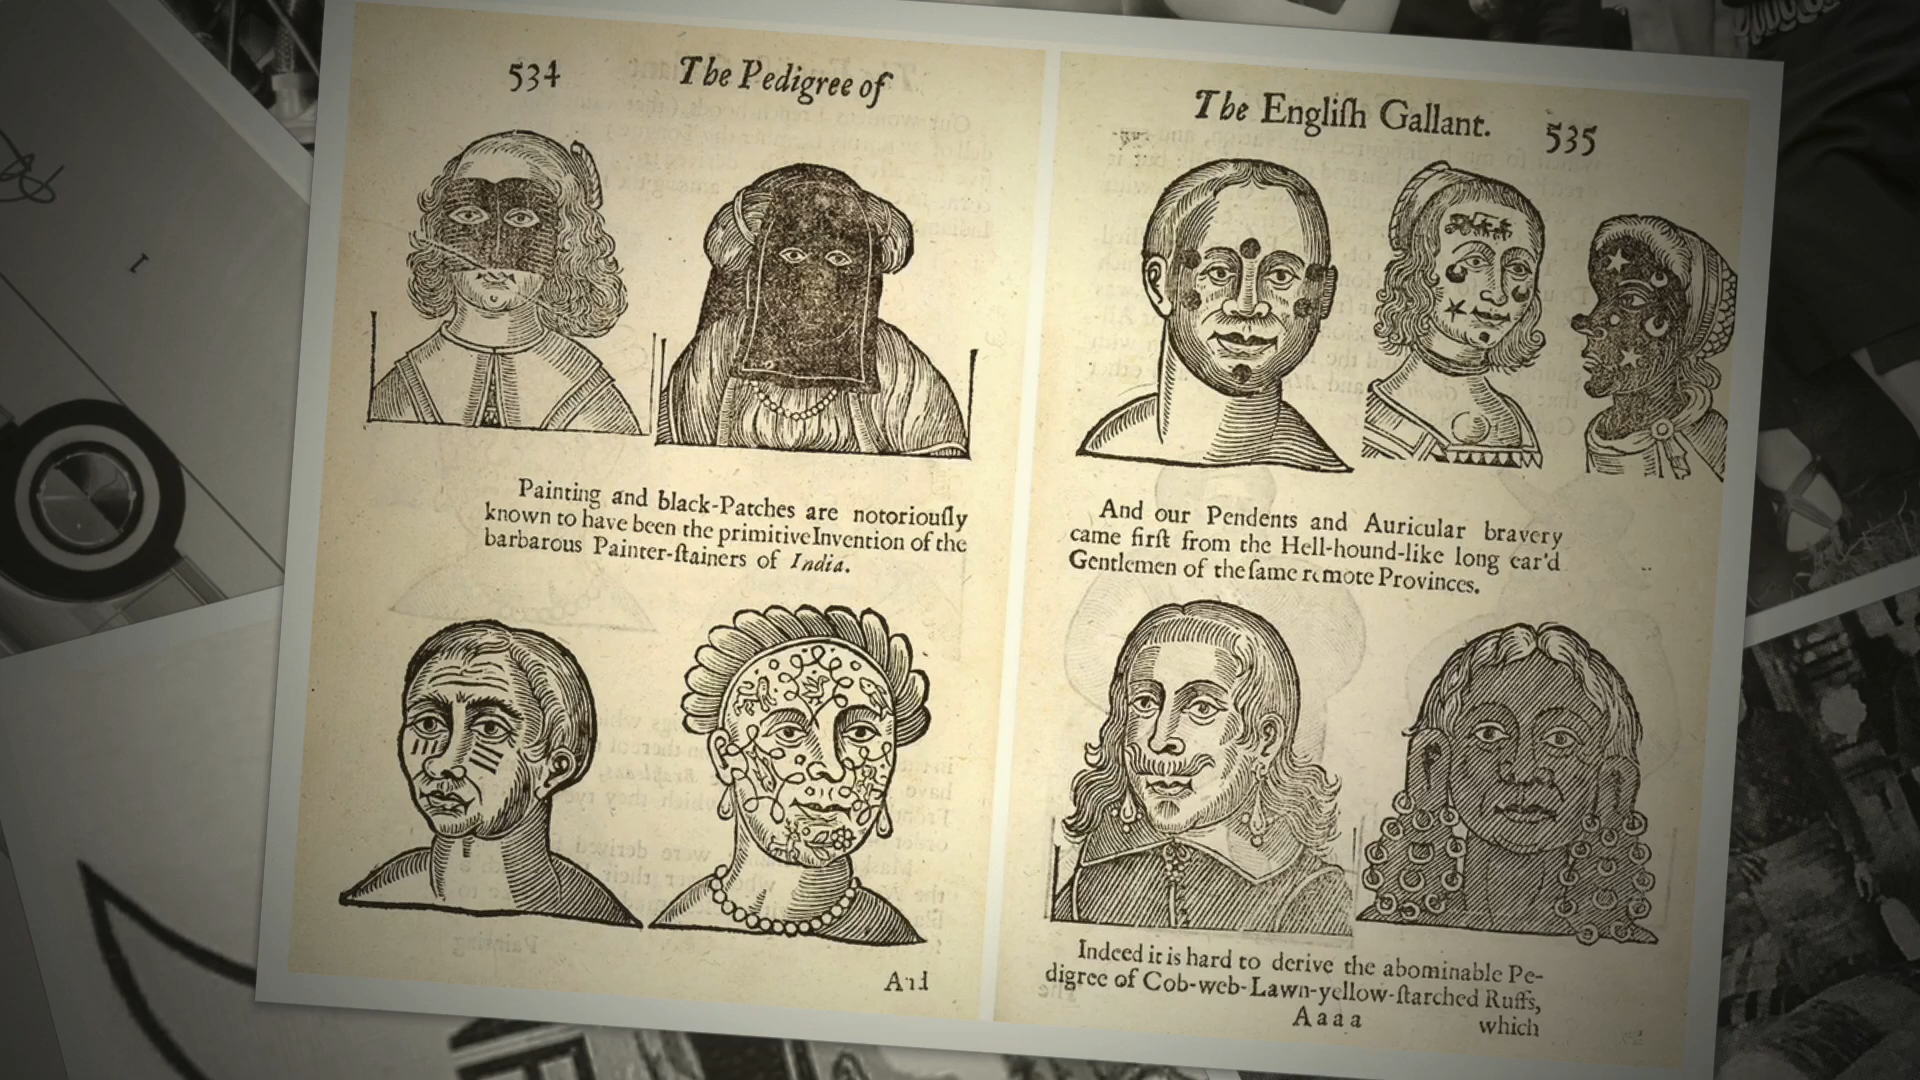 534
The Pedigree of
Painting and black-Patches are notoriouſly
known to have been the primitive Invention of the
barbarous Painter-ſtainers of India.
And
The Engliſh Gallant.
535
And our Pendents and Auricular bravery
came firſt from the Hell-hound-like long ear'd
Gentlemen of the ſame remote Provinces.
Indeed it is hard to derive the abominable Pe-
digree of Cob-web-Lawn-yellow-ſtarched Ruffs,
Aaaa
which